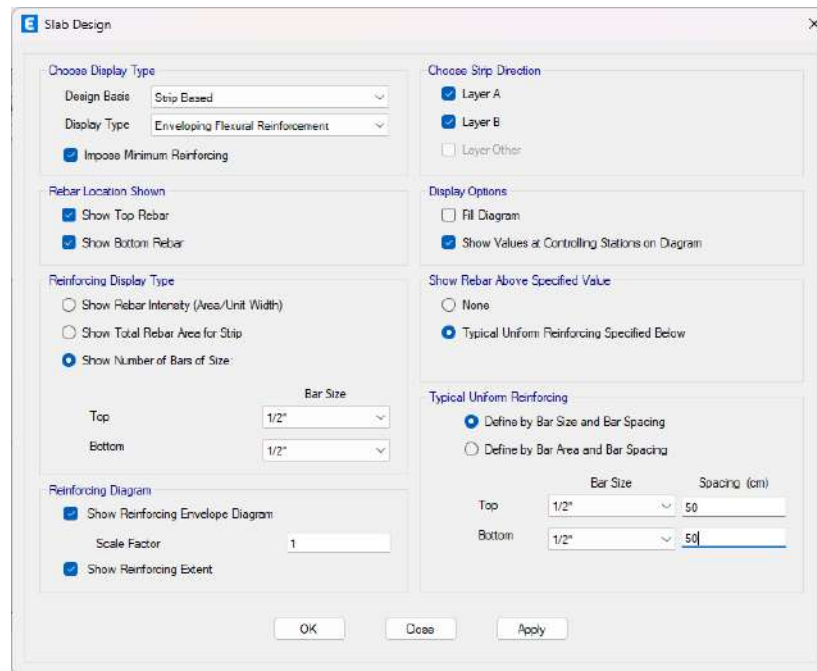 E Slab Design ×
Choose Display Type
Design Basis Strip Based
Display Type Enveloping Flexural Reinforcement
Impose Minimum Reinforcing
Rebar Location Shown
Show Top Rebar
Show Bottom Rebar
Reinforcing Display Type
Show Rebar Intensity (Area/Unit Width)
Show Total Rebar Area for Strip
Show Number of Bars of Size:
Bar Size
Top 1/2"
Bottom 1/2"
Reinforcing Diagram
Show Reinforcing Envelope Diagram
Scale Factor 1
Show Reinforcing Extent
Choose Strip Direction
Layer A
Layer B
Layer Other
Display Options
Fill Diagram
Show Values at Controlling Stations on Diagram
Show Rebar Above Specified Value
None
Typical Uniform Reinforcing Specified Below
Typical Uniform Reinforcing
Define by Bar Size and Bar Spacing
Define by Bar Area and Bar Spacing
Bar Size Spacing (cm)
Top 1/2" 50
Bottom 1/2" 50
OK Close Apply